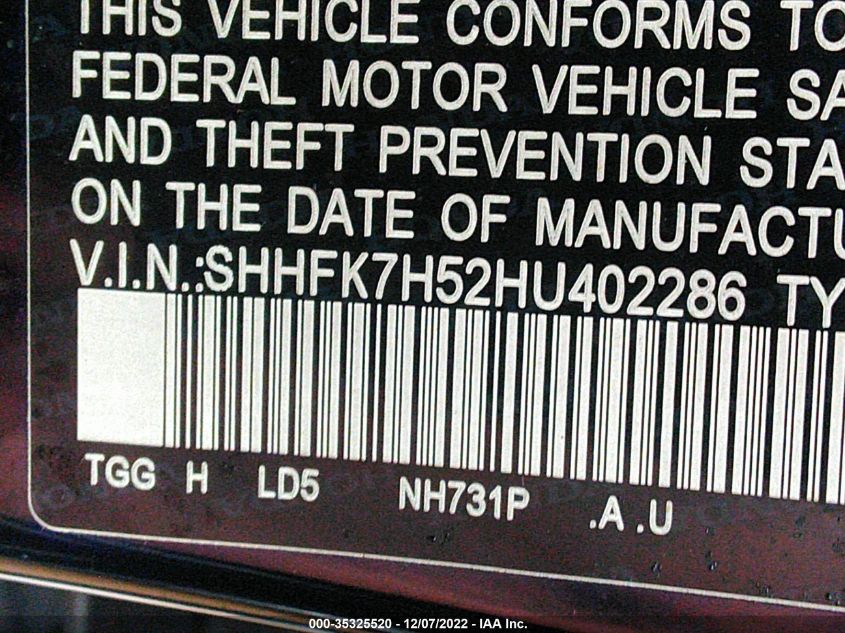 THIS VEHICLE CONFORMS TO
FEDERAL MOTOR VEHICLE SA
AND THEFT PREVENTION STA
ON THE DATE OF MANUFACTU
V.I.N.:SHHFK7H52HU402286 TY
TGG H LD5 NH731P .A .U
000-35325520 - 12/07/2022 - IAA Inc.